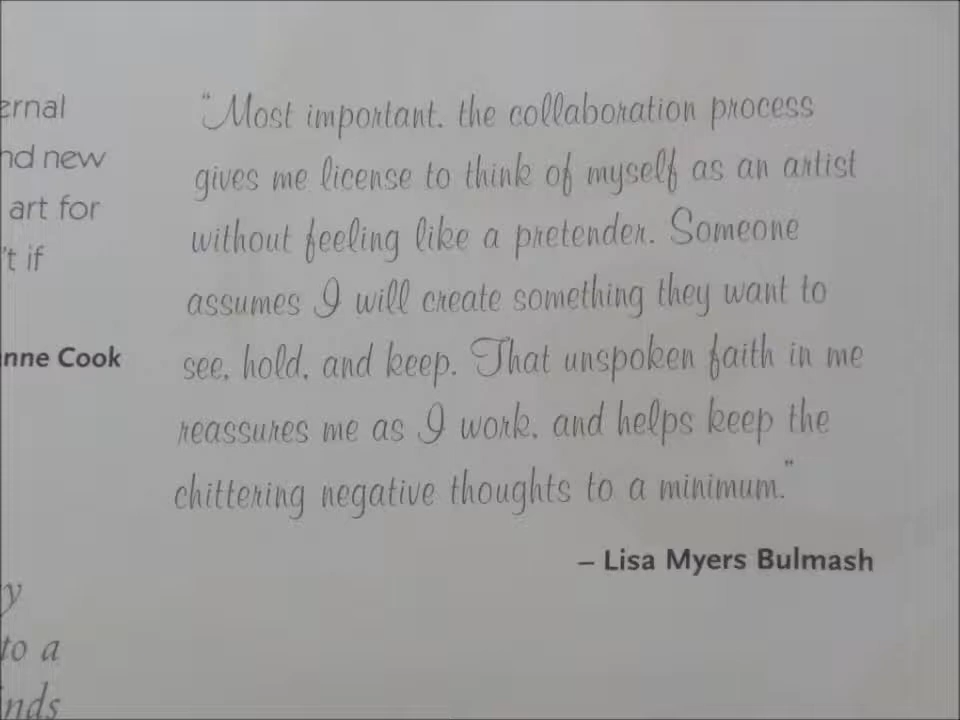 "Most important, the collaboration process
gives me license to think of myself as an artist
without feeling like a pretender. Someone
assumes I will create something they want to
see, hold, and keep. That unspoken faith in me
reassures me as I work, and helps keep the
chittering negative thoughts to a minimum."
– Lisa Myers Bulmash
ernal
nd new
art for
't if
nne Cook
y
to a
inds